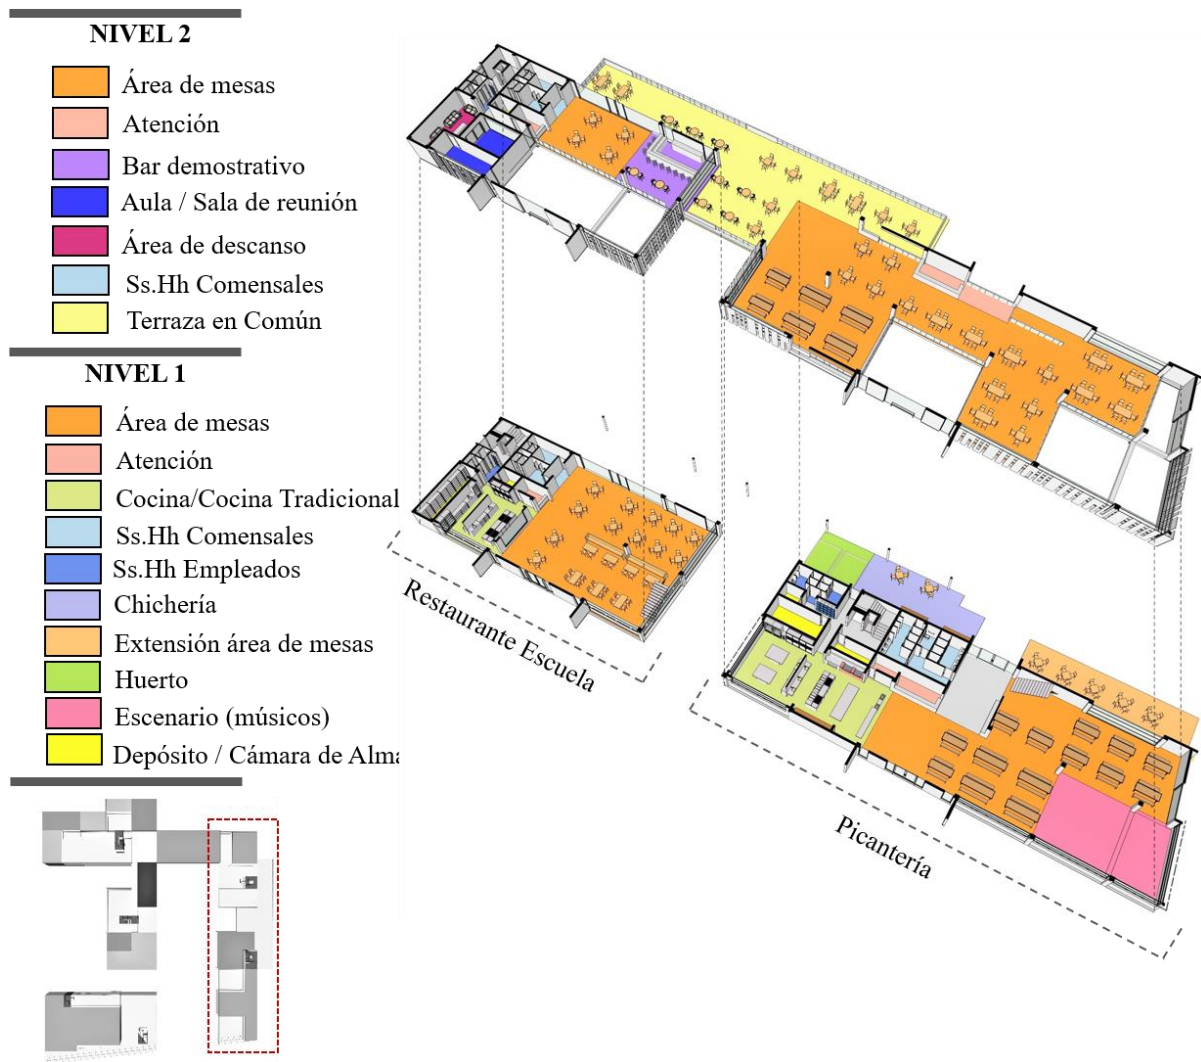 NIVEL 2
Área de mesas
Atención
Bar demostrativo
Aula / Sala de reunión
Área de descanso
Ss.Hh Comensales
Terraza en Común
NIVEL 1
Área de mesas
Atención
Cocina/Cocina Tradicional
Ss.Hh Comensales
Ss.Hh Empleados
Chichería
Extensión área de mesas
Huerto
Escenario (músicos)
Depósito / Cámara de Alma
Restaurante Escuela
Picantería